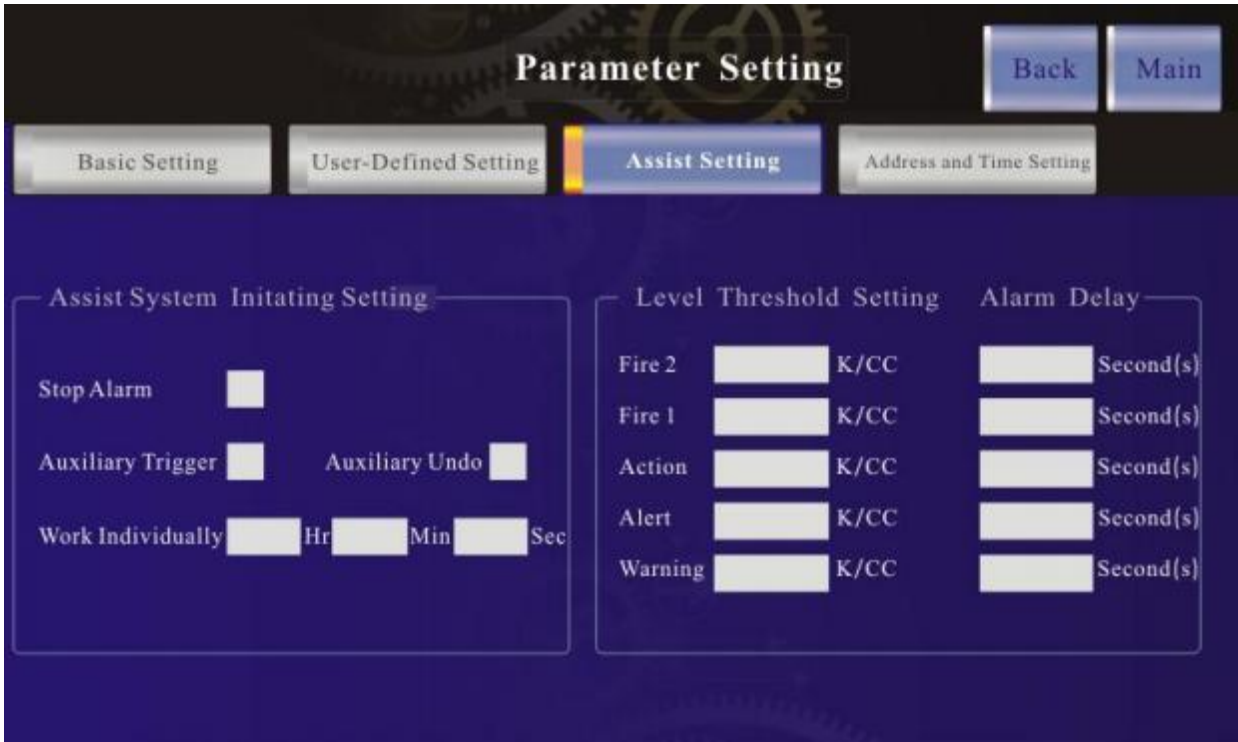 Parameter Setting
Back
Main
Basic Setting
User-Defined Setting
Assist Setting
Address and Time Setting
Assist System Initating Setting
Stop Alarm
Auxiliary Trigger
Auxiliary Undo
Work Individually Hr Min Sec
Level Threshold Setting Alarm Delay
Fire 2 K/CC Second(s)
Fire 1 K/CC Second(s)
Action K/CC Second(s)
Alert K/CC Second(s)
Warning K/CC Second(s)